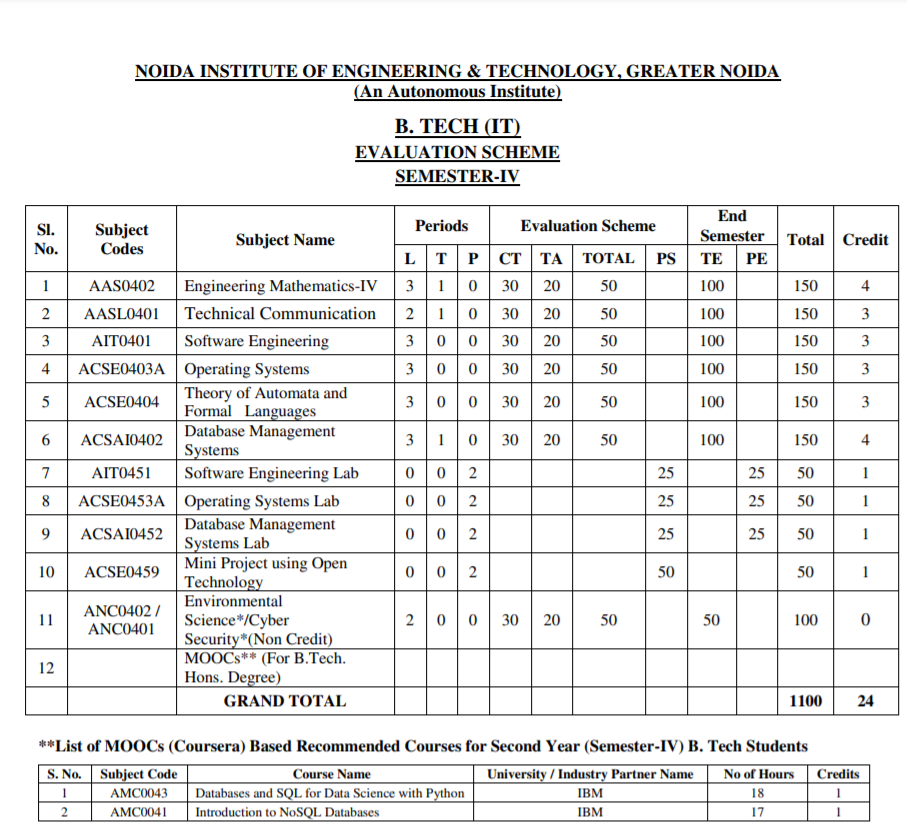 NOIDA INSTITUTE OF ENGINEERING & TECHNOLOGY, GREATER NOIDA
(An Autonomous Institute)
B. TECH (IT)
EVALUATION SCHEME
SEMESTER-IV
Sl. No. Subject Codes Subject Name Periods Evaluation Scheme End Semester Total Credit
L T P CT TA TOTAL PS TE PE
1 AAS0402 Engineering Mathematics-IV 3 1 0 30 20 50 100 150 4
2 AASL0401 Technical Communication 2 1 0 30 20 50 100 150 3
3 AIT0401 Software Engineering 3 0 0 30 20 50 100 150 3
4 ACSE0403A Operating Systems 3 0 0 30 20 50 100 150 3
5 ACSE0404 Theory of Automata and Formal Languages 3 0 0 30 20 50 100 150 3
6 ACSAI0402 Database Management Systems 3 1 0 30 20 50 100 150 4
7 AIT0451 Software Engineering Lab 0 0 2 25 25 50 1
8 ACSE0453A Operating Systems Lab 0 0 2 25 25 50 1
9 ACSAI0452 Database Management Systems Lab 0 0 2 25 25 50 1
10 ACSE0459 Mini Project using Open Technology 0 0 2 50 50 1
11 ANC0402 / ANC0401 Environmental Science*/Cyber Security*(Non Credit) 2 0 0 30 20 50 50 100 0
12 MOOCs** (For B.Tech. Hons. Degree)
GRAND TOTAL 1100 24
**List of MOOCs (Coursera) Based Recommended Courses for Second Year (Semester-IV) B. Tech Students
S. No. Subject Code Course Name University / Industry Partner Name No of Hours Credits
1 AMC0043 Databases and SQL for Data Science with Python IBM 18 1
2 AMC0041 Introduction to NoSQL Databases IBM 17 1